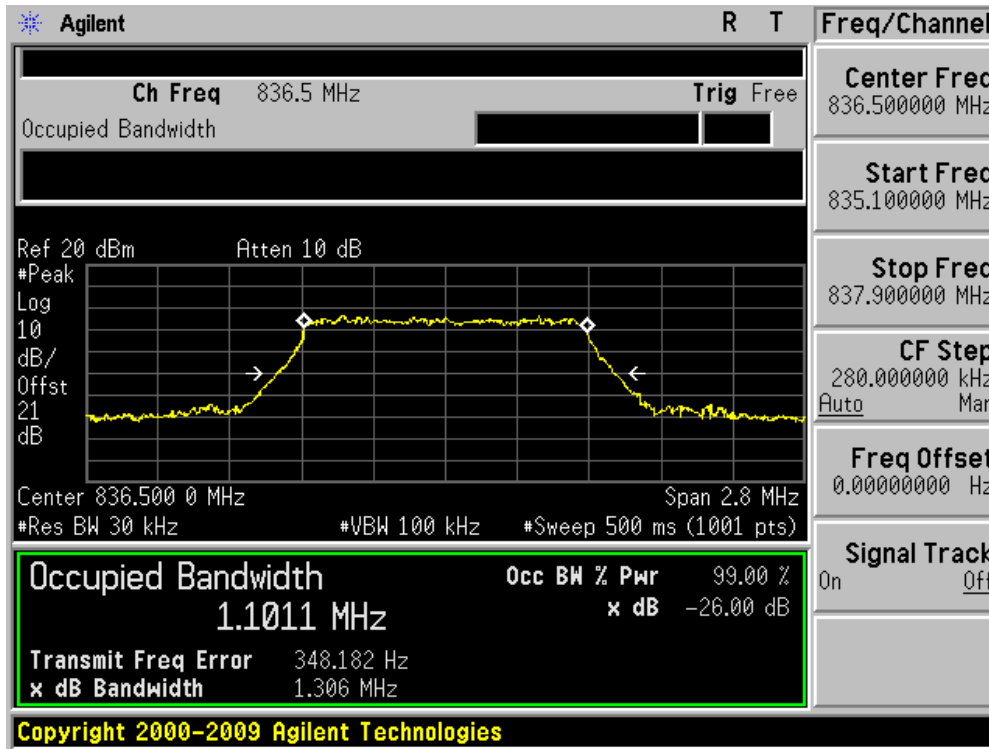 Agilent R T
Freq/Channel
Ch Freq 836.5 MHz Trig Free
Occupied Bandwidth
Center Freq
836.500000 MHz
Start Freq
835.100000 MHz
Stop Freq
837.900000 MHz
CF Step
280.000000 kHz
Auto Man
Freq Offset
0.00000000 Hz
Signal Track
On Off
Ref 20 dBm Atten 10 dB
#Peak
Log
10
dB/
Offst
21
dB
Center 836.500 0 MHz Span 2.8 MHz
#Res BW 30 kHz #VBW 100 kHz #Sweep 500 ms (1001 pts)
Occupied Bandwidth Occ BW % Pwr 99.00 %
1.1011 MHz x dB -26.00 dB
Transmit Freq Error 348.182 Hz
x dB Bandwidth 1.306 MHz
Copyright 2000-2009 Agilent Technologies